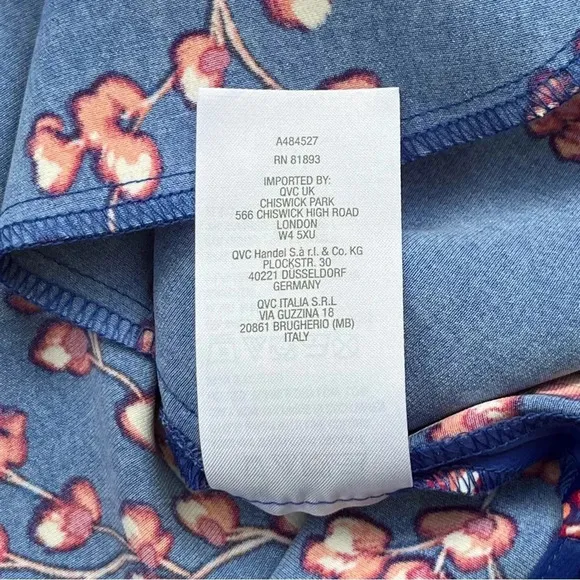 A484527
RN 81893
IMPORTED BY:
QVC UK
CHISWICK PARK
566 CHISWICK HIGH ROAD
LONDON
W4 5XU
QVC Handel S.à r.l. & Co. KG
PLOCKSTR. 30
40221 DUSSELDORF
GERMANY
QVC ITALIA S.R.L
VIA GUZZINA 18
20861 BRUGHERIO (MB)
ITALY